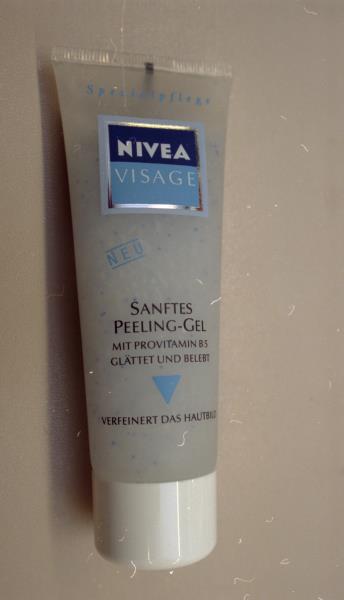 Spezialpflege
NIVEA
VISAGE
NEU
SANFTES
PEELING-GEL
MIT PROVITAMIN B5
GLÄTTET UND BELEBT
VERFEINERT DAS HAUTBILD